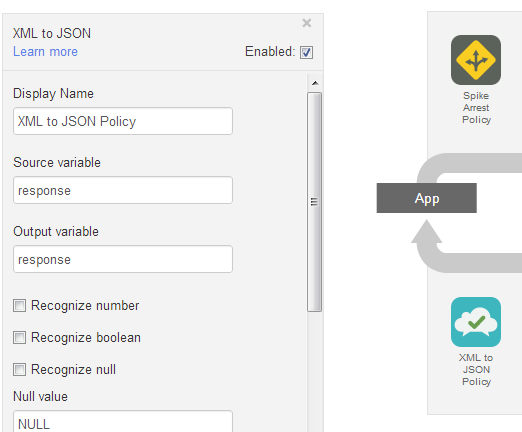 XML to JSON
Learn more
Enabled:
Display Name
XML to JSON Policy
Source variable
response
Output variable
response
Recognize number
Recognize boolean
Recognize null
Null value
NULL
Spike
Arrest
Policy
App
XML to
JSON
Policy